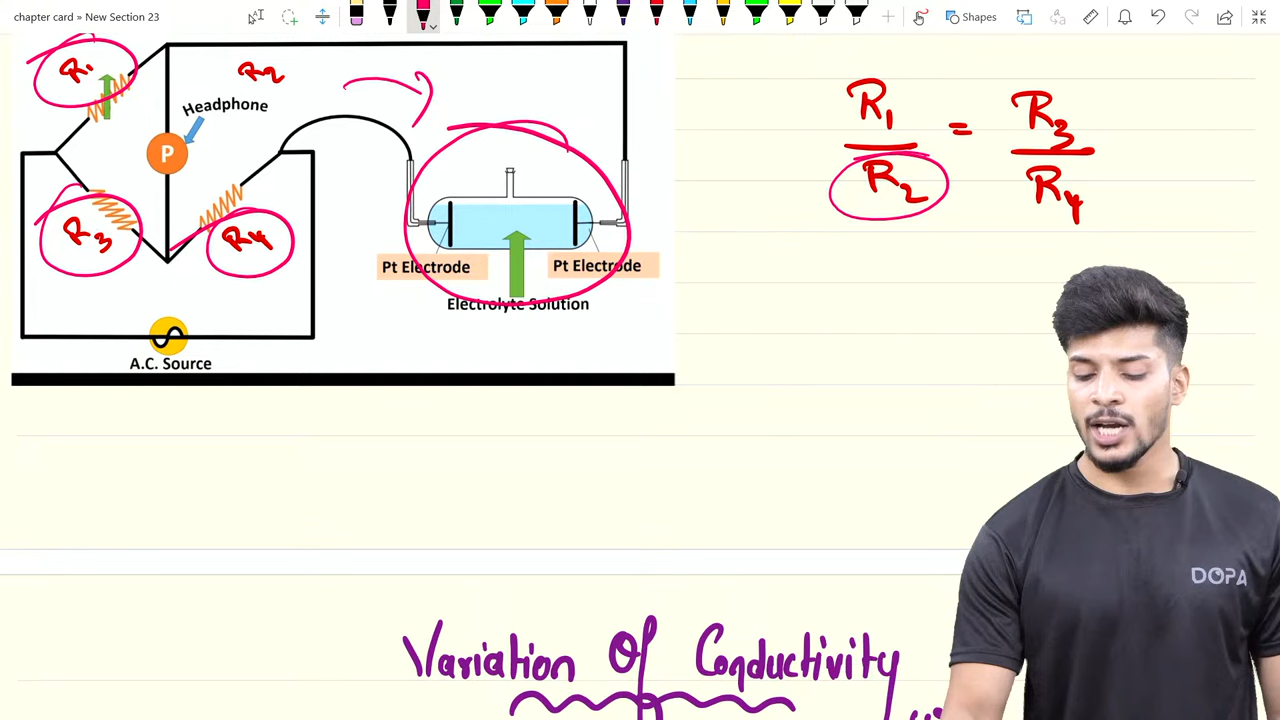 chapter card » New Section 23
Shapes
R1
R2
Headphone
P
R3
R4
Pt Electrode
Pt Electrode
Electrolyte Solution
A.C. Source
R1 = R3
R2 R4
DOPA
Variation Of Conductivity